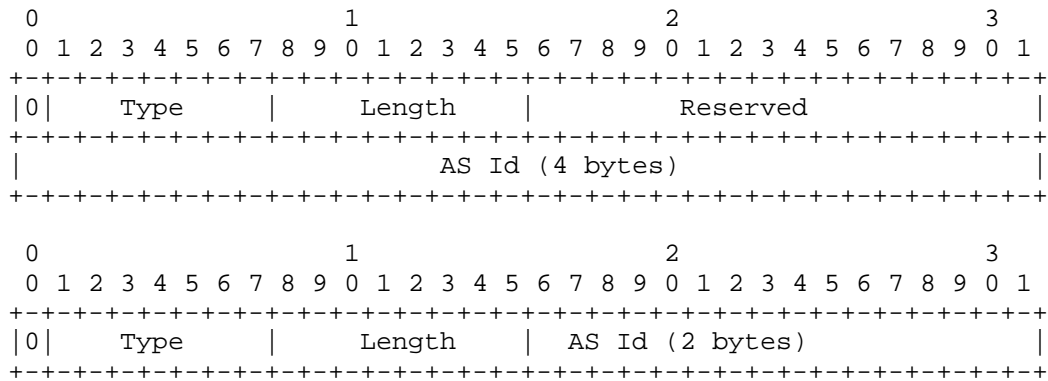 0                   1                   2                   3
 0 1 2 3 4 5 6 7 8 9 0 1 2 3 4 5 6 7 8 9 0 1 2 3 4 5 6 7 8 9 0 1
+-+-+-+-+-+-+-+-+-+-+-+-+-+-+-+-+-+-+-+-+-+-+-+-+-+-+-+-+-+-+-+-+
|0|    Type       |     Length    |         Reserved              |
+-+-+-+-+-+-+-+-+-+-+-+-+-+-+-+-+-+-+-+-+-+-+-+-+-+-+-+-+-+-+-+-+
|                          AS Id (4 bytes)                      |
+-+-+-+-+-+-+-+-+-+-+-+-+-+-+-+-+-+-+-+-+-+-+-+-+-+-+-+-+-+-+-+-+
 0                   1                   2                   3
 0 1 2 3 4 5 6 7 8 9 0 1 2 3 4 5 6 7 8 9 0 1 2 3 4 5 6 7 8 9 0 1
+-+-+-+-+-+-+-+-+-+-+-+-+-+-+-+-+-+-+-+-+-+-+-+-+-+-+-+-+-+-+-+-+
|0|    Type       |     Length    |  AS Id (2 bytes)              |
+-+-+-+-+-+-+-+-+-+-+-+-+-+-+-+-+-+-+-+-+-+-+-+-+-+-+-+-+-+-+-+-+